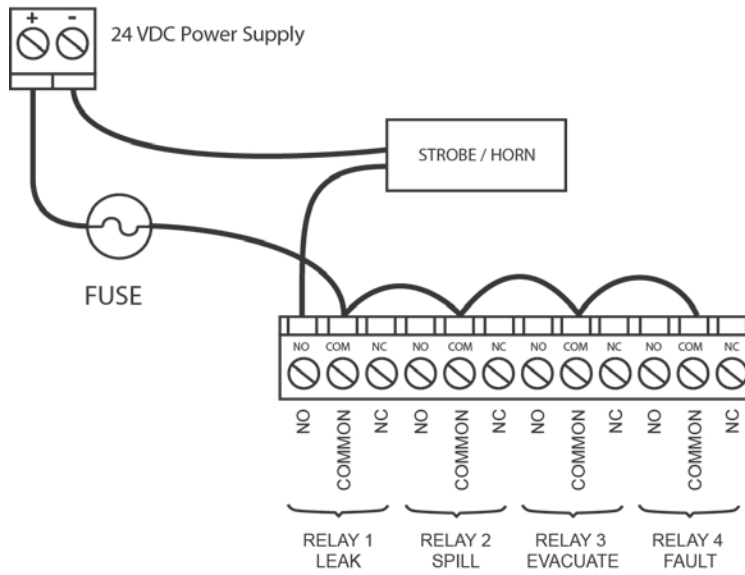 + -
24 VDC Power Supply
STROBE / HORN
FUSE
NO COM NC NO COM NC NO COM NC NO COM NC
NO COMMON NC NO COMMON NC NO COMMON NC NO COMMON NC
RELAY 1 RELAY 2 RELAY 3 RELAY 4
LEAK SPILL EVACUATE FAULT